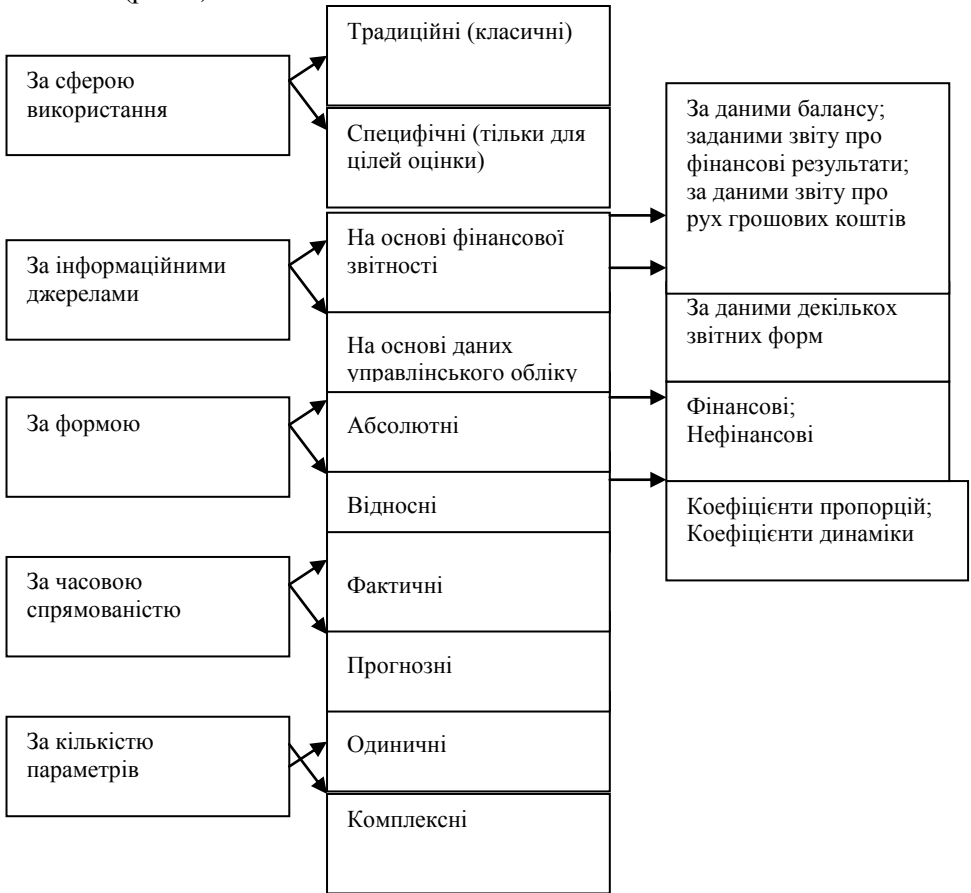 Традиційні (класичні)
За сферою
використання
Специфічні (тільки для
цілей оцінки)
За даними балансу;
заданими звіту про
фінансові результати;
за даними звіту про
рух грошових коштів
За інформаційними
джерелами
На основі фінансової
звітності
На основі даних
управлінського обліку
За даними декількох
звітних форм
За формою
Абсолютні
Відносні
Фінансові;
Нефінансові
Коефіцієнти пропорцій;
Коефіцієнти динаміки
За часовою
спрямованістю
Фактичні
Прогнозні
За кількістю
параметрів
Одиничні
Комплексні